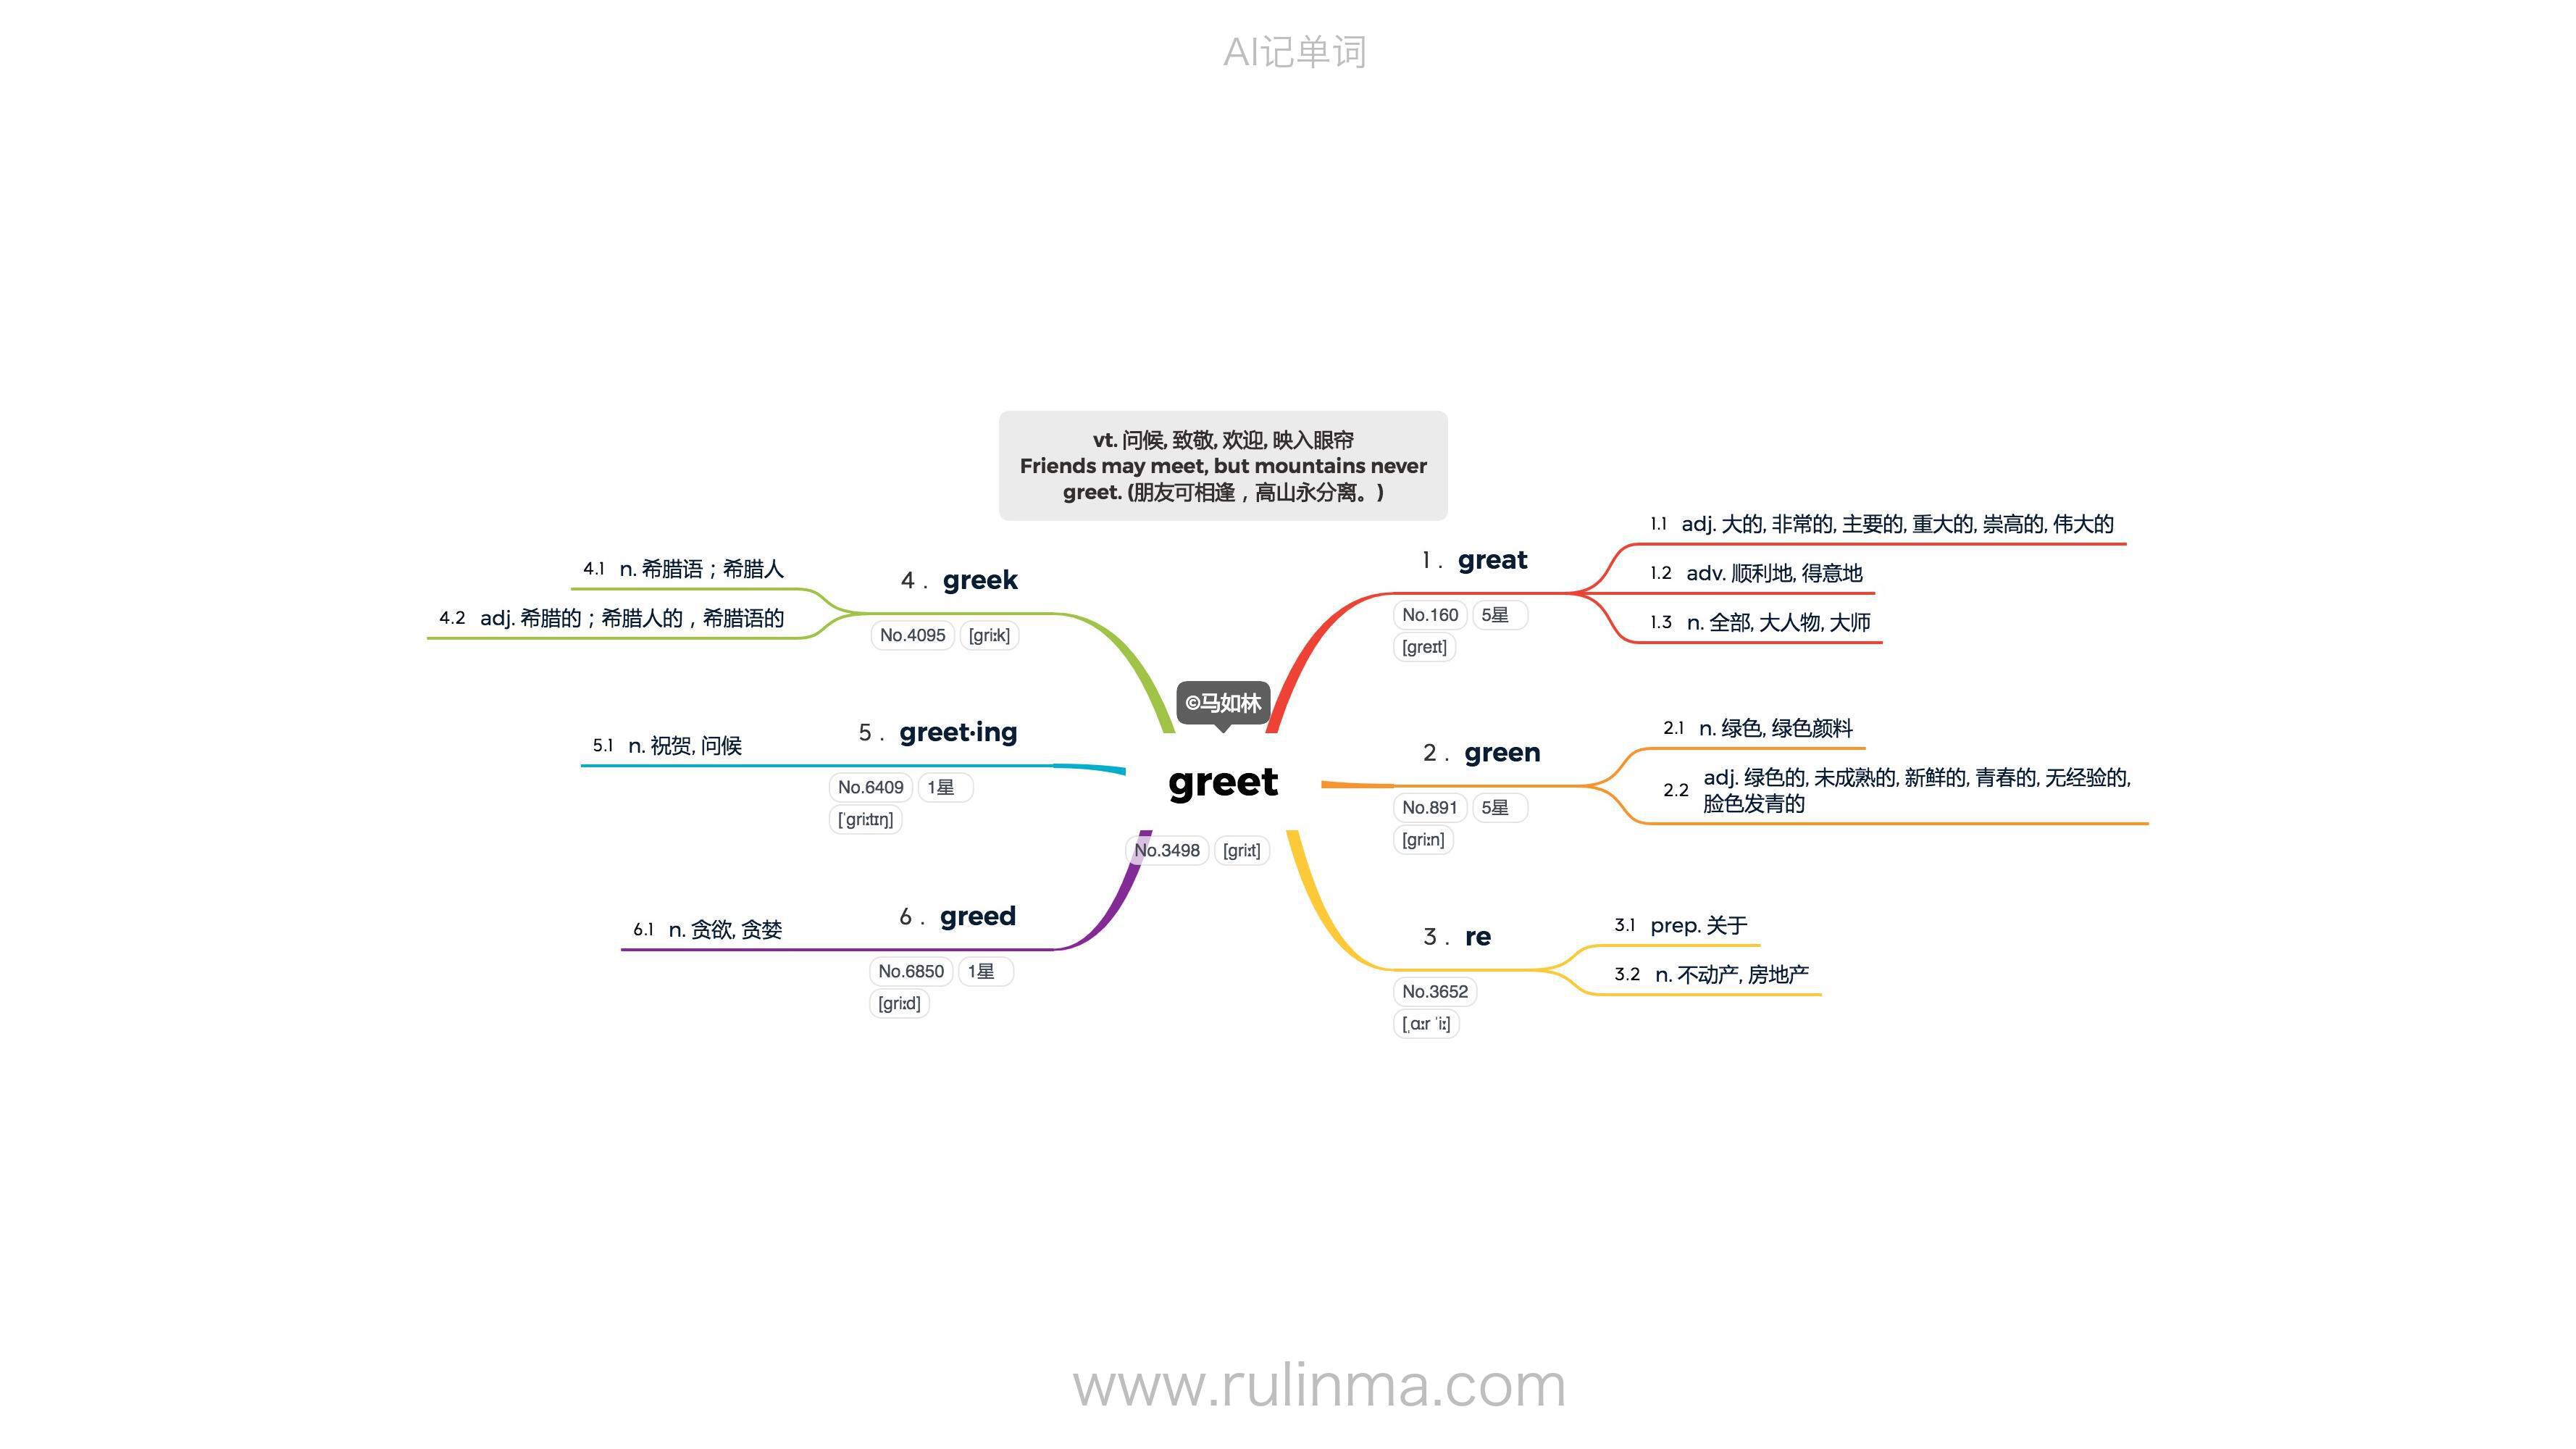 AI记单词
vt. 问候, 致敬, 欢迎, 映入眼帘
Friends may meet, but mountains never
greet. (朋友可相逢，高山永分离。)
©马如林
greet
No.3498 [griːt]
1. great
No.160 5星
[greɪt]
1.1 adj. 大的, 非常的, 主要的, 重大的, 崇高的, 伟大的
1.2 adv. 顺利地, 得意地
1.3 n. 全部, 大人物, 大师
2. green
No.891 5星
[griːn]
2.1 n. 绿色, 绿色颜料
2.2 adj. 绿色的, 未成熟的, 新鲜的, 青春的, 无经验的,
脸色发青的
3. re
No.3652
[ˌɑːr ˈiː]
3.1 prep. 关于
3.2 n. 不动产, 房地产
4. greek
No.4095 [griːk]
4.1 n. 希腊语；希腊人
4.2 adj. 希腊的；希腊人的，希腊语的
5. greet·ing
No.6409 1星
[ˈgriːtɪŋ]
5.1 n. 祝贺, 问候
6. greed
No.6850 1星
[griːd]
6.1 n. 贪欲, 贪婪
www.rulinma.com